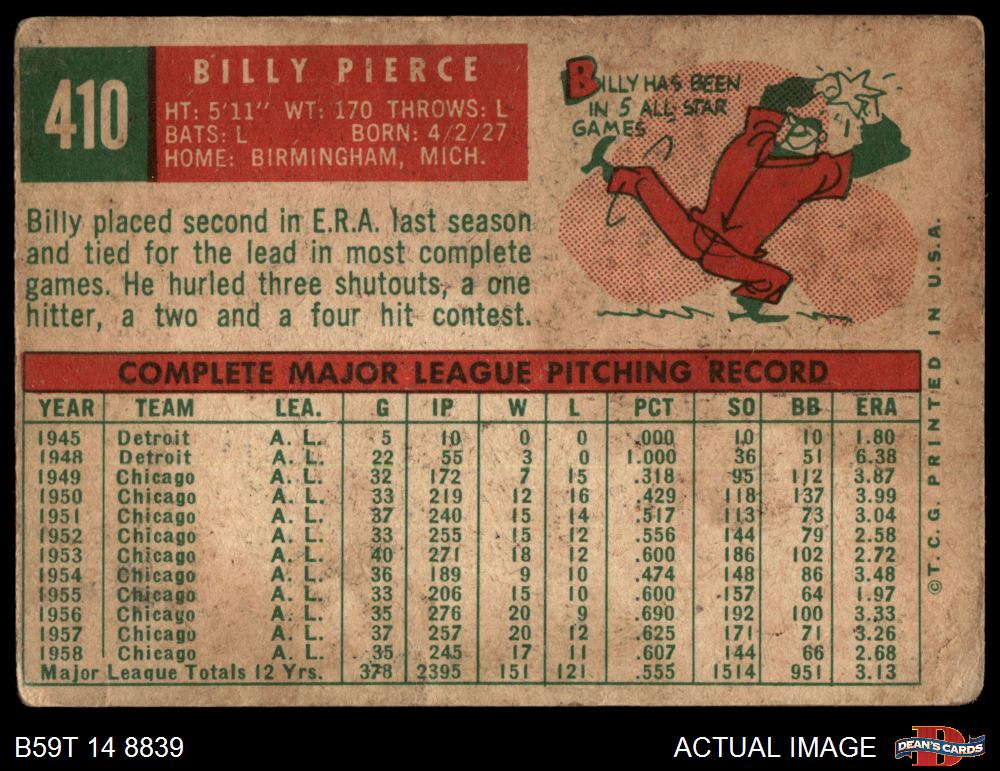 410
BILLY PIERCE
HT: 5'11" WT: 170 THROWS: L
BATS: L BORN: 4/2/27
HOME: BIRMINGHAM, MICH.
BILLY HAS BEEN
IN 5 ALL STAR
GAMES
Billy placed second in E.R.A. last season
and tied for the lead in most complete
games. He hurled three shutouts, a one
hitter, a two and a four hit contest.
COMPLETE MAJOR LEAGUE PITCHING RECORD
YEAR TEAM LEA. G IP W L PCT SO BB ERA
1945 Detroit A. L. 5 10 0 0 .000 10 10 1.80
1948 Detroit A. L. 22 55 3 0 1.000 36 51 6.38
1949 Chicago A. L. 32 172 7 15 .318 95 112 3.87
1950 Chicago A. L. 33 219 12 16 .429 118 137 3.99
1951 Chicago A. L. 37 240 15 14 .517 113 73 3.04
1952 Chicago A. L. 33 255 15 12 .556 144 79 2.58
1953 Chicago A. L. 40 271 18 12 .600 186 102 2.72
1954 Chicago A. L. 36 189 9 10 .474 148 86 3.48
1955 Chicago A. L. 33 206 15 10 .600 157 64 1.97
1956 Chicago A. L. 35 276 20 9 .690 192 100 3.33
1957 Chicago A. L. 37 257 20 12 .625 171 71 3.26
1958 Chicago A. L. 35 245 17 11 .607 144 66 2.68
Major League Totals 12 Yrs. 378 2395 151 121 .555 1514 951 3.13
©T. C. G. PRINTED IN U.S.A.
B59T 14 8839
ACTUAL IMAGE
DEAN'S CARDS